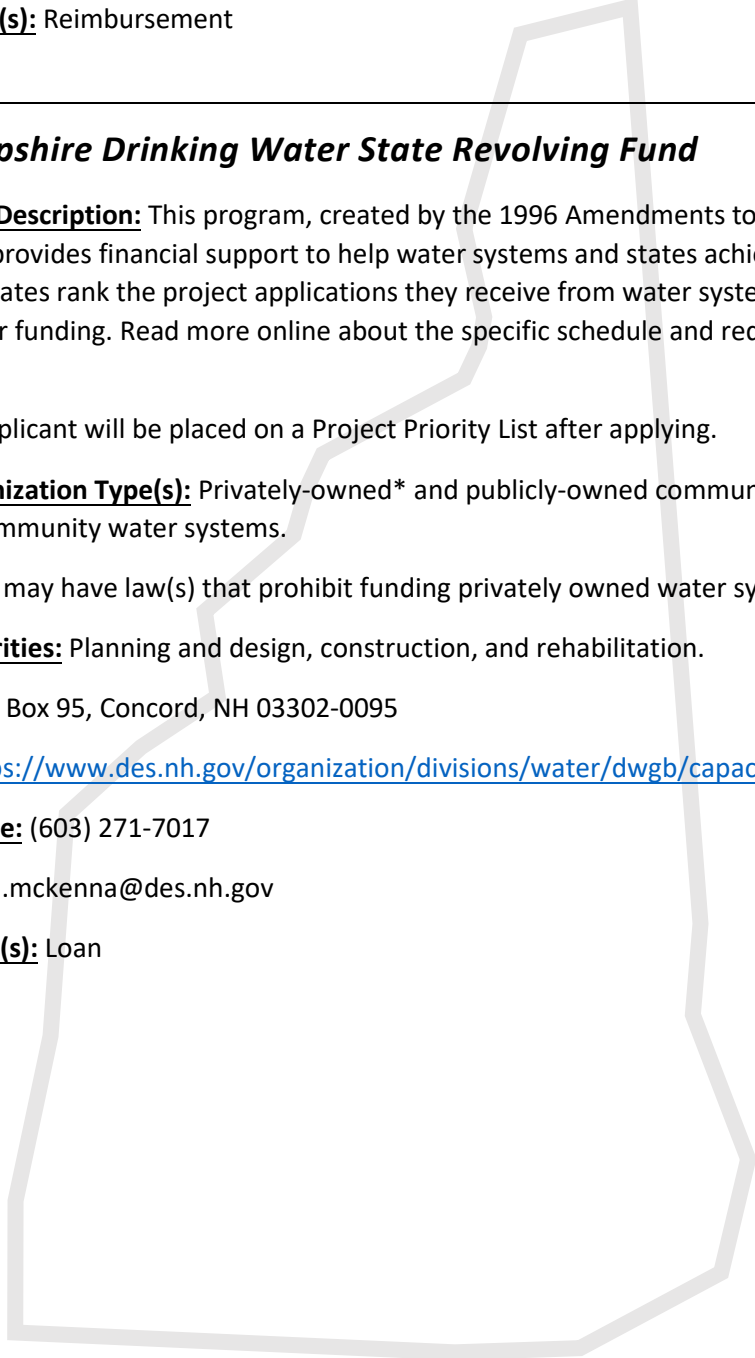 (s): Reimbursement
pshire Drinking Water State Revolving Fund
Description: This program, created by the 1996 Amendments to
provides financial support to help water systems and states achie
ates rank the project applications they receive from water syste
r funding. Read more online about the specific schedule and re
plicant will be placed on a Project Priority List after applying.
nization Type(s): Privately-owned* and publicly-owned commun
mmunity water systems.
may have law(s) that prohibit funding privately owned water sy
rities: Planning and design, construction, and rehabilitation.
Box 95, Concord, NH 03302-0095
ps://www.des.nh.gov/organization/divisions/water/dwgb/capac
e: (603) 271-7017
.mckenna@des.nh.gov
(s): Loan